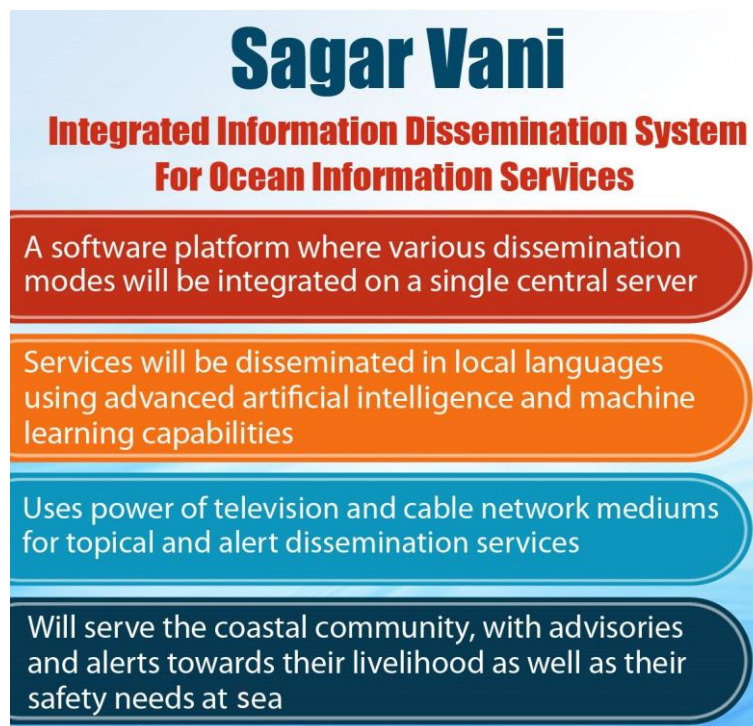 Sagar Vani
Integrated Information Dissemination System
For Ocean Information Services
A software platform where various dissemination
modes will be integrated on a single central server
Services will be disseminated in local languages
using advanced artificial intelligence and machine
learning capabilities
Uses power of television and cable network mediums
for topical and alert dissemination services
Will serve the coastal community, with advisories
and alerts towards their livelihood as well as their
safety needs at sea